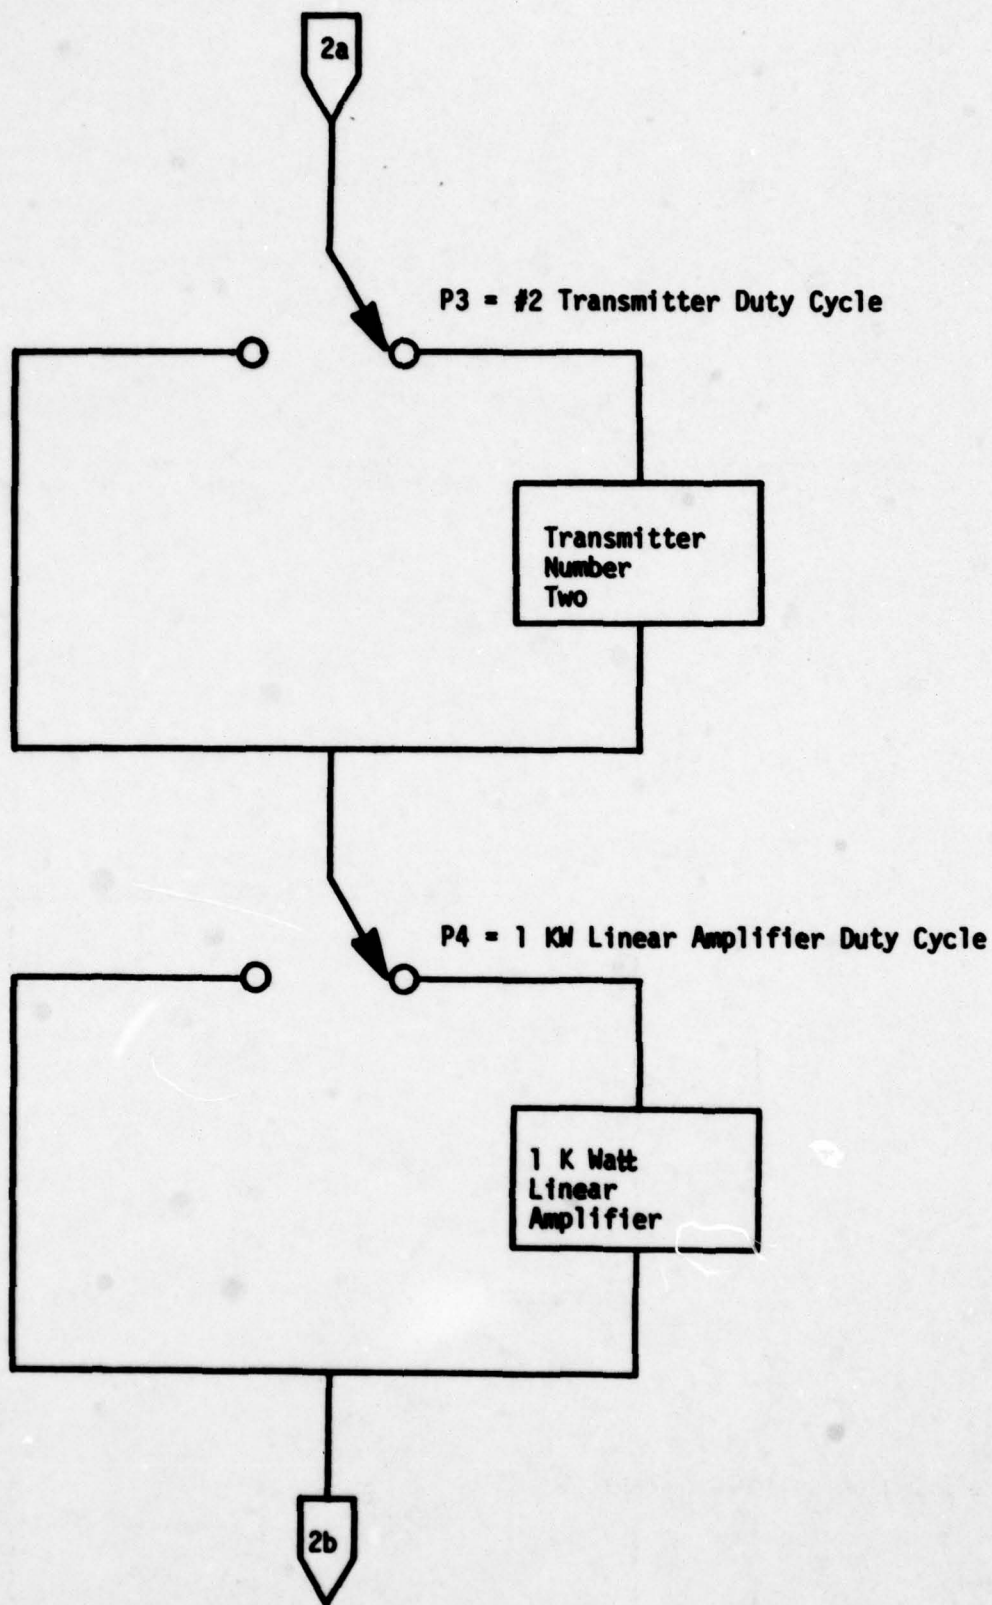 2a
P3 = #2 Transmitter Duty Cycle
Transmitter
Number
Two
P4 = 1 KW Linear Amplifier Duty Cycle
1 K Watt
Linear
Amplifier
2b